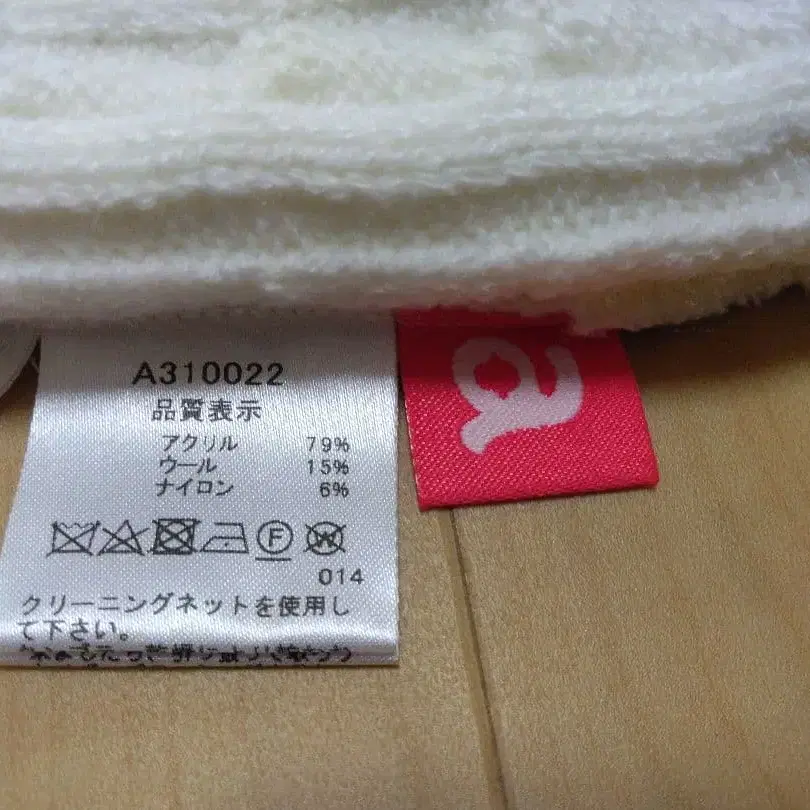 A310022
品質表示
アクリル 79%
ウール 15%
ナイロン 6%
F W
014
クリーニングネットを使用し
て下さい。
a